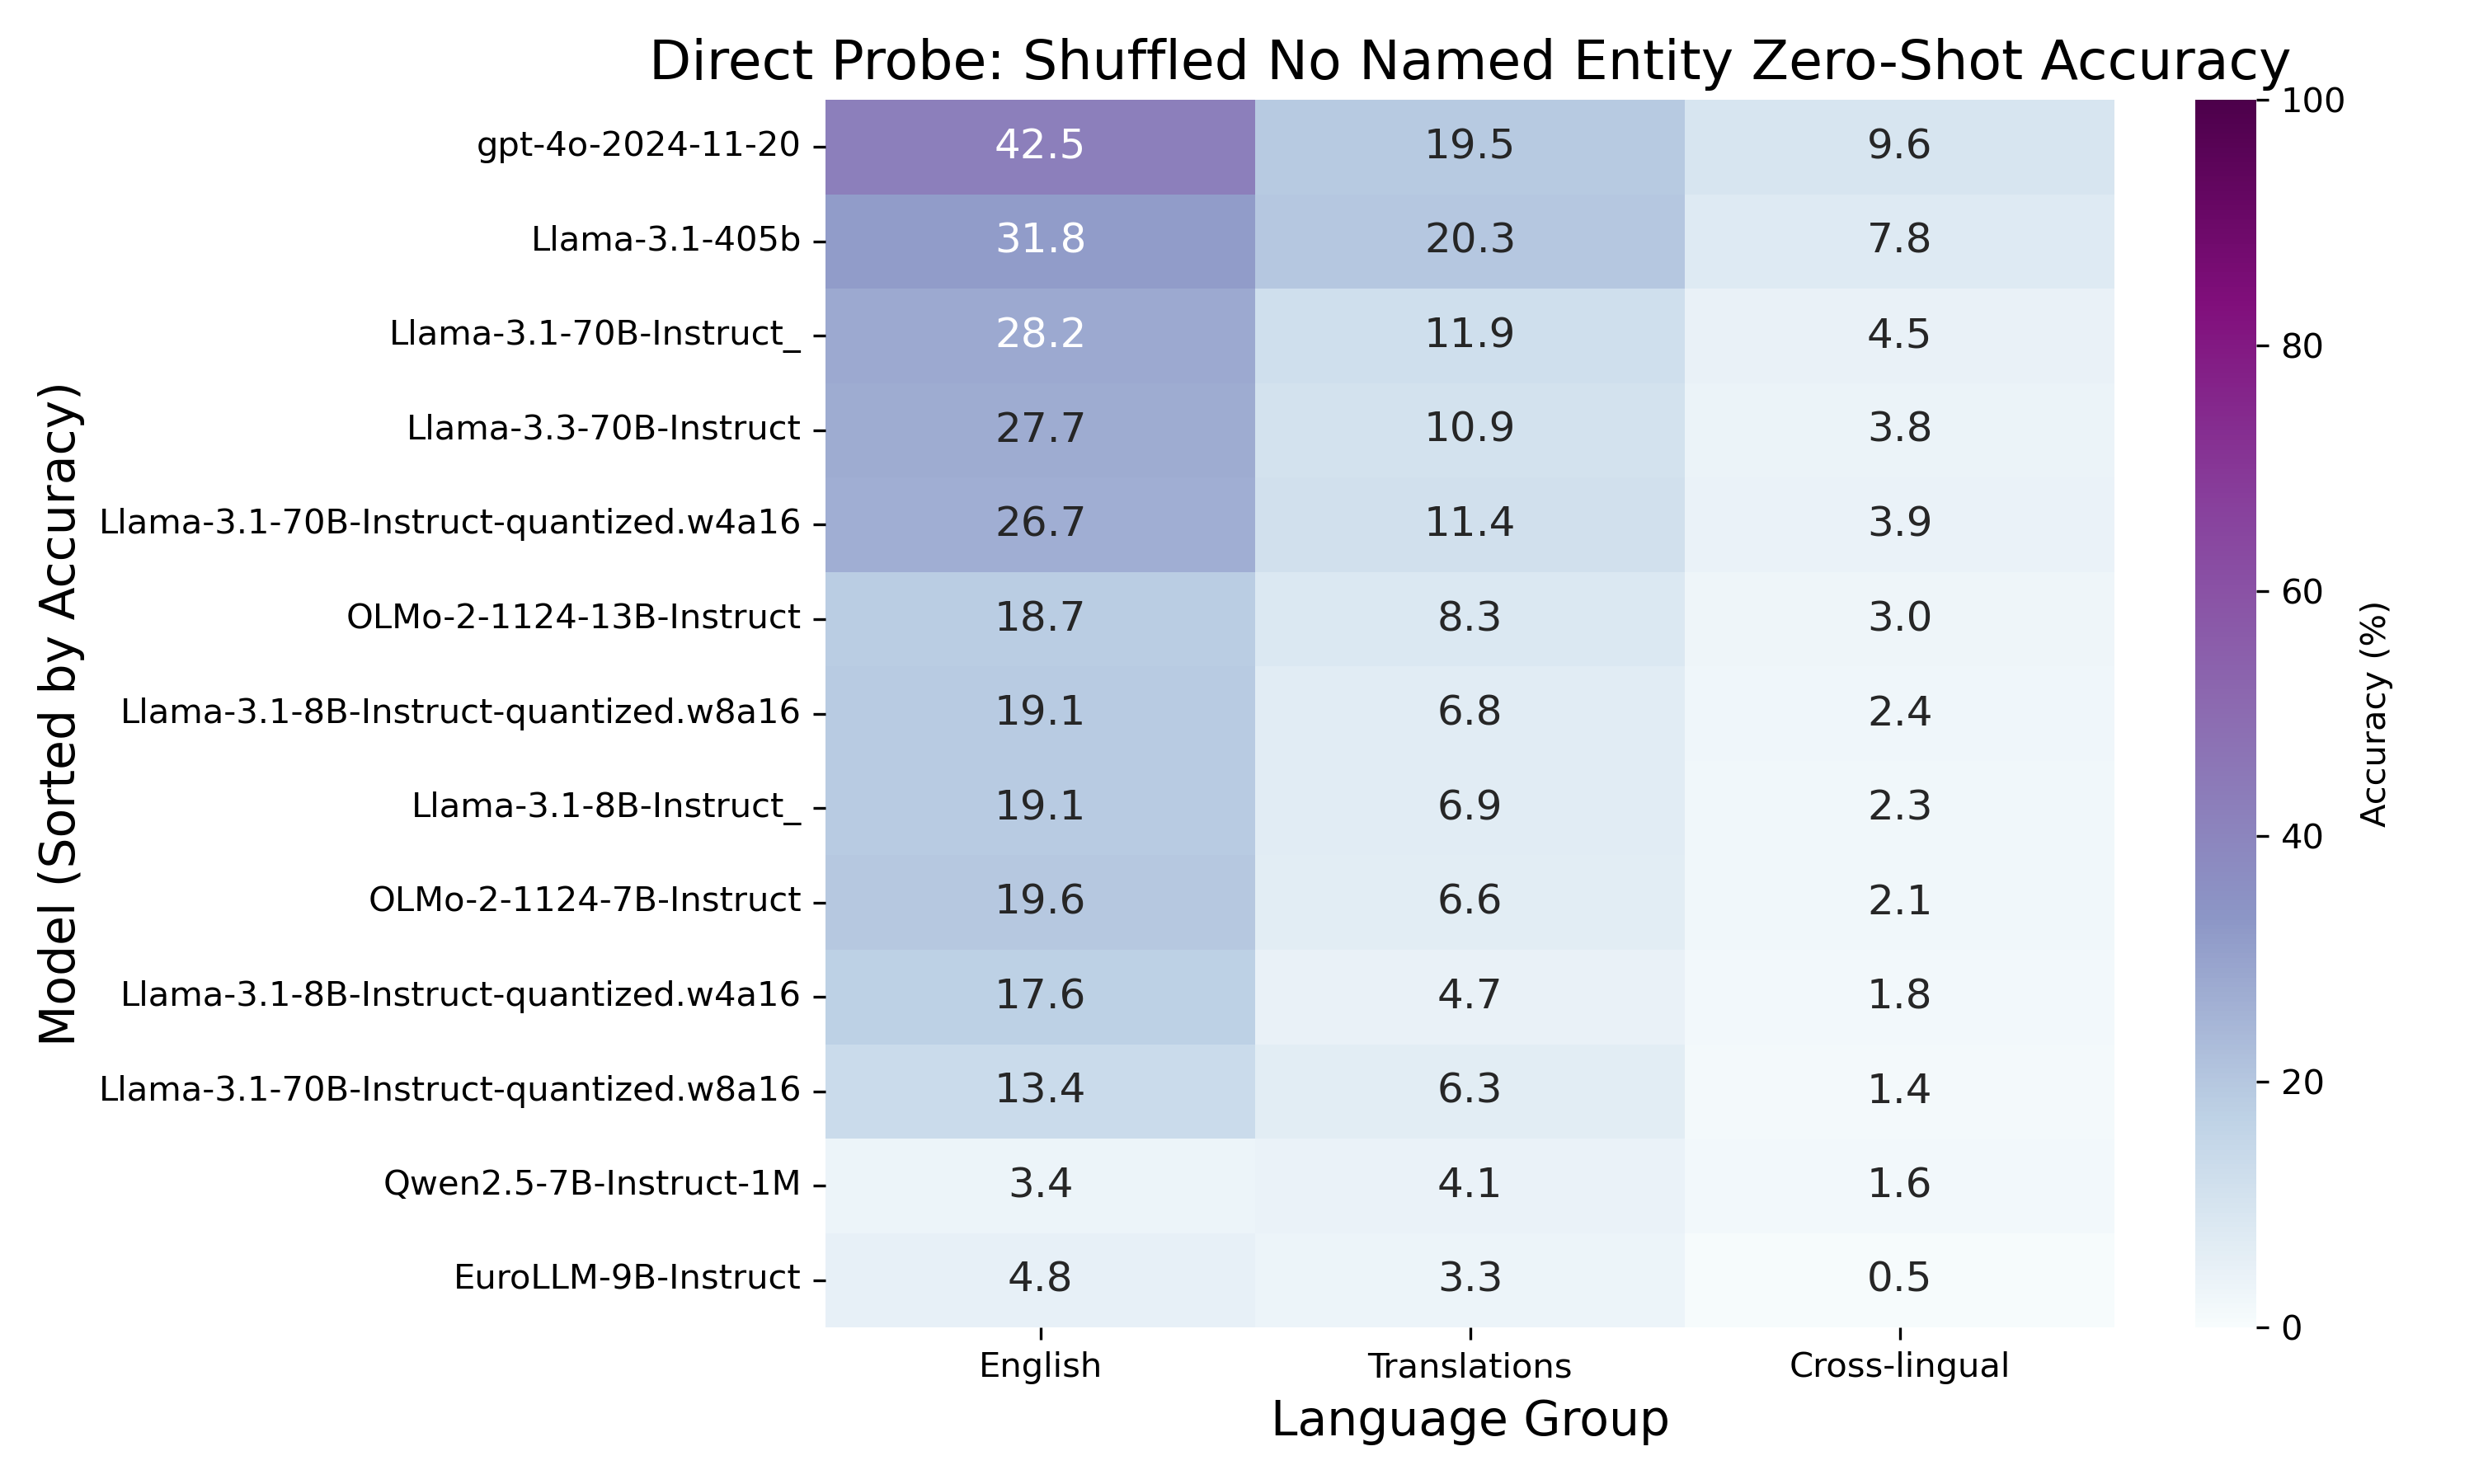 Direct Probe: Shuffled No Named Entity Zero-Shot Accuracy
Model (Sorted by Accuracy)
gpt-4o-2024-11-20 42.5 19.5 9.6
Llama-3.1-405b 31.8 20.3 7.8
Llama-3.1-70B-Instruct_ 28.2 11.9 4.5
Llama-3.3-70B-Instruct 27.7 10.9 3.8
Llama-3.1-70B-Instruct-quantized.w4a16 26.7 11.4 3.9
OLMo-2-1124-13B-Instruct 18.7 8.3 3.0
Llama-3.1-8B-Instruct-quantized.w8a16 19.1 6.8 2.4
Llama-3.1-8B-Instruct_ 19.1 6.9 2.3
OLMo-2-1124-7B-Instruct 19.6 6.6 2.1
Llama-3.1-8B-Instruct-quantized.w4a16 17.6 4.7 1.8
Llama-3.1-70B-Instruct-quantized.w8a16 13.4 6.3 1.4
Qwen2.5-7B-Instruct-1M 3.4 4.1 1.6
EuroLLM-9B-Instruct 4.8 3.3 0.5
English Translations Cross-lingual
Language Group
100
80
60
40
20
0
Accuracy (%)